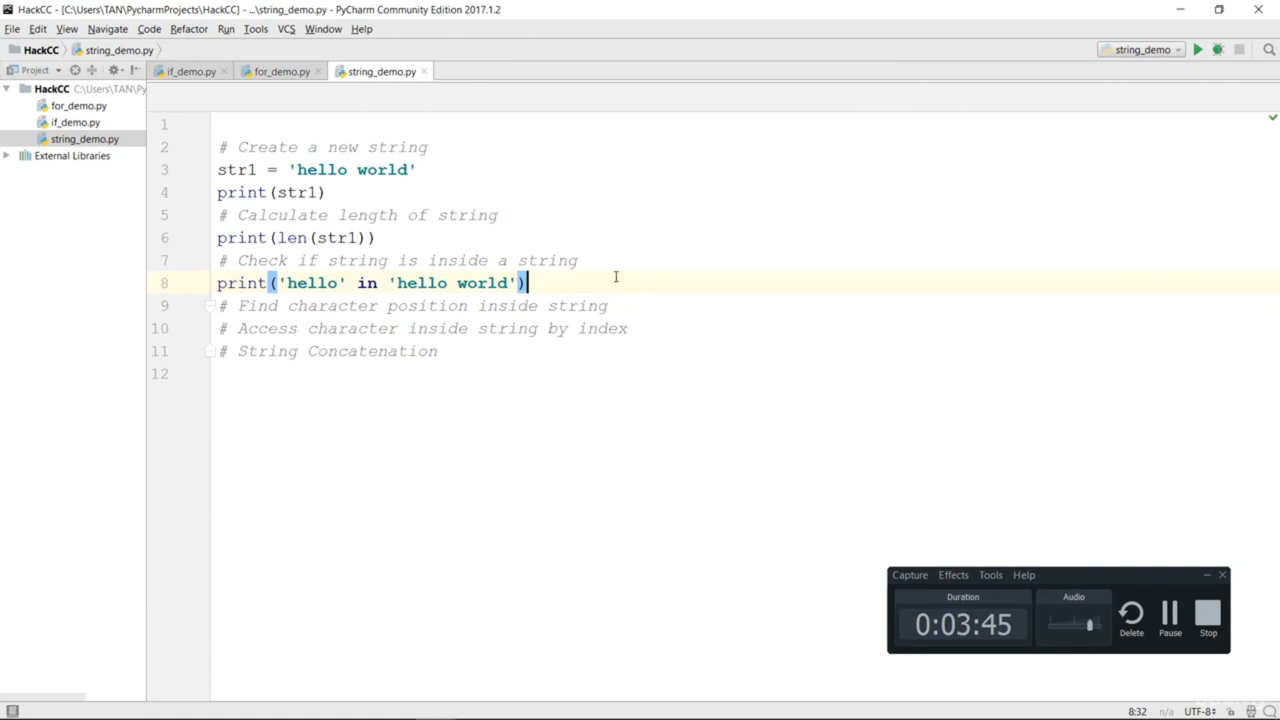 HackCC - [C:\Users\TAN\PycharmProjects\HackCC] - ...\string_demo.py - PyCharm Community Edition 2017.1.2
File Edit View Navigate Code Refactor Run Tools VCS Window Help
HackCC string_demo.py string_demo
Project if_demo.py for_demo.py string_demo.py
HackCC C:\Users\TAN\Py
for_demo.py
if_demo.py
string_demo.py
External Libraries
1
2 # Create a new string
3 str1 = 'hello world'
4 print(str1)
5 # Calculate length of string
6 print(len(str1))
7 # Check if string is inside a string
8 print('hello' in 'hello world')
9 # Find character position inside string
10 # Access character inside string by index
11 # String Concatenation
12
Capture Effects Tools Help
Duration Audio
0:03:45
Delete Pause Stop
8:32 n/a UTF-8